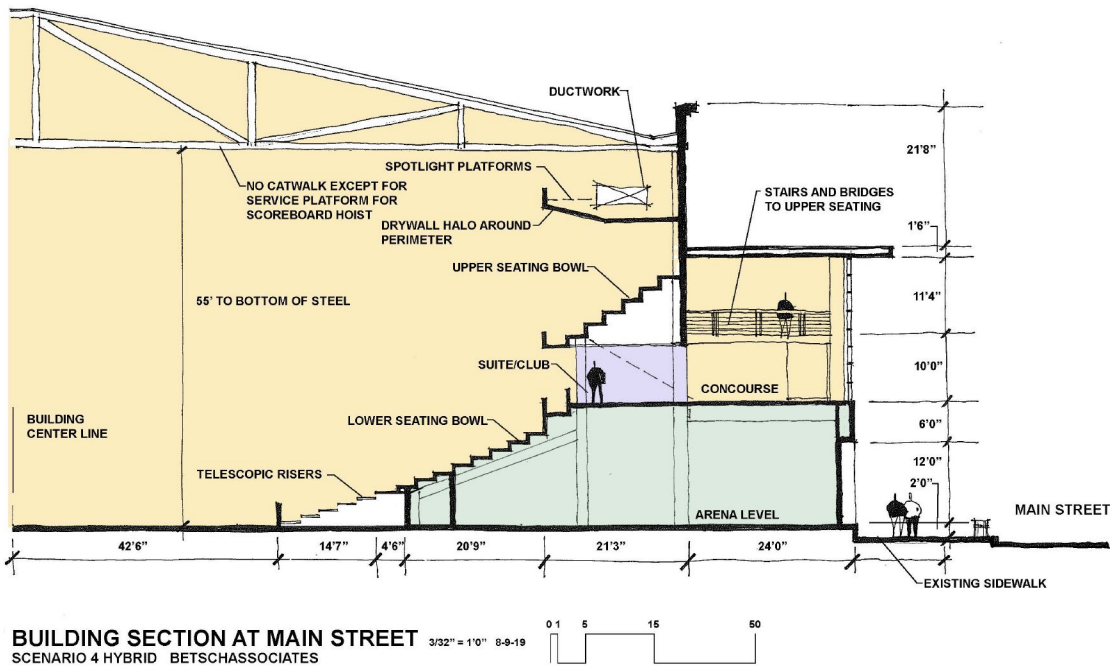 DUCTWORK
21'8"
SPOTLIGHT PLATFORMS
NO CATWALK EXCEPT FOR
SERVICE PLATFORM FOR
SCOREBOARD HOIST
STAIRS AND BRIDGES
TO UPPER SEATING
DRYWALL HALO AROUND
PERIMETER
1'6"
UPPER SEATING BOWL
11'4"
55' TO BOTTOM OF STEEL
SUITE/CLUB
10'0"
CONCOURSE
BUILDING
CENTER LINE
LOWER SEATING BOWL
6'0"
TELESCOPIC RISERS
12'0"
2'0"
ARENA LEVEL
MAIN STREET
42'6"
14'7"
4'6"
20'9"
21'3"
24'0"
EXISTING SIDEWALK
BUILDING SECTION AT MAIN STREET 3/32" = 1'0" 8-9-19
SCENARIO 4 HYBRID BETSCHASSOCIATES
0 1 5 15 50